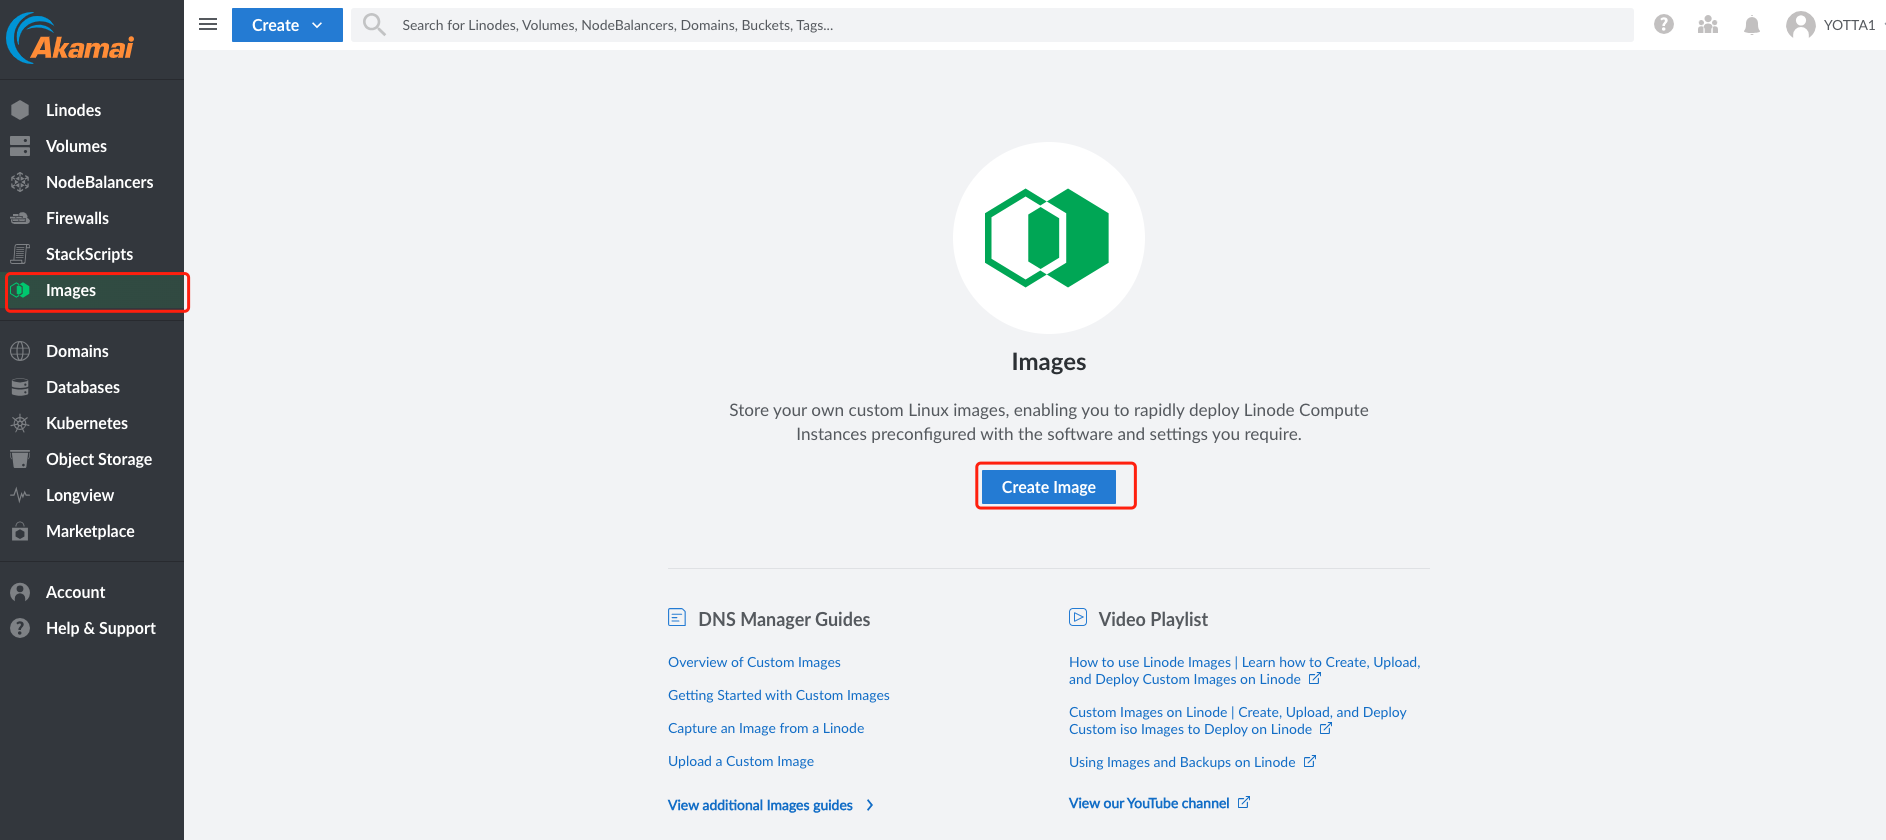 Akamai
Create
Search for Linodes, Volumes, NodeBalancers, Domains, Buckets, Tags...
YOTTA1
Linodes
Volumes
NodeBalancers
Firewalls
StackScripts
Images
Domains
Databases
Kubernetes
Object Storage
Longview
Marketplace
Account
Help & Support
Images
Store your own custom Linux images, enabling you to rapidly deploy Linode Compute
Instances preconfigured with the software and settings you require.
Create Image
DNS Manager Guides
Overview of Custom Images
Getting Started with Custom Images
Capture an Image from a Linode
Upload a Custom Image
View additional Images guides
Video Playlist
How to use Linode Images | Learn how to Create, Upload,
and Deploy Custom Images on Linode
Custom Images on Linode | Create, Upload, and Deploy
Custom iso Images to Deploy on Linode
Using Images and Backups on Linode
View our YouTube channel